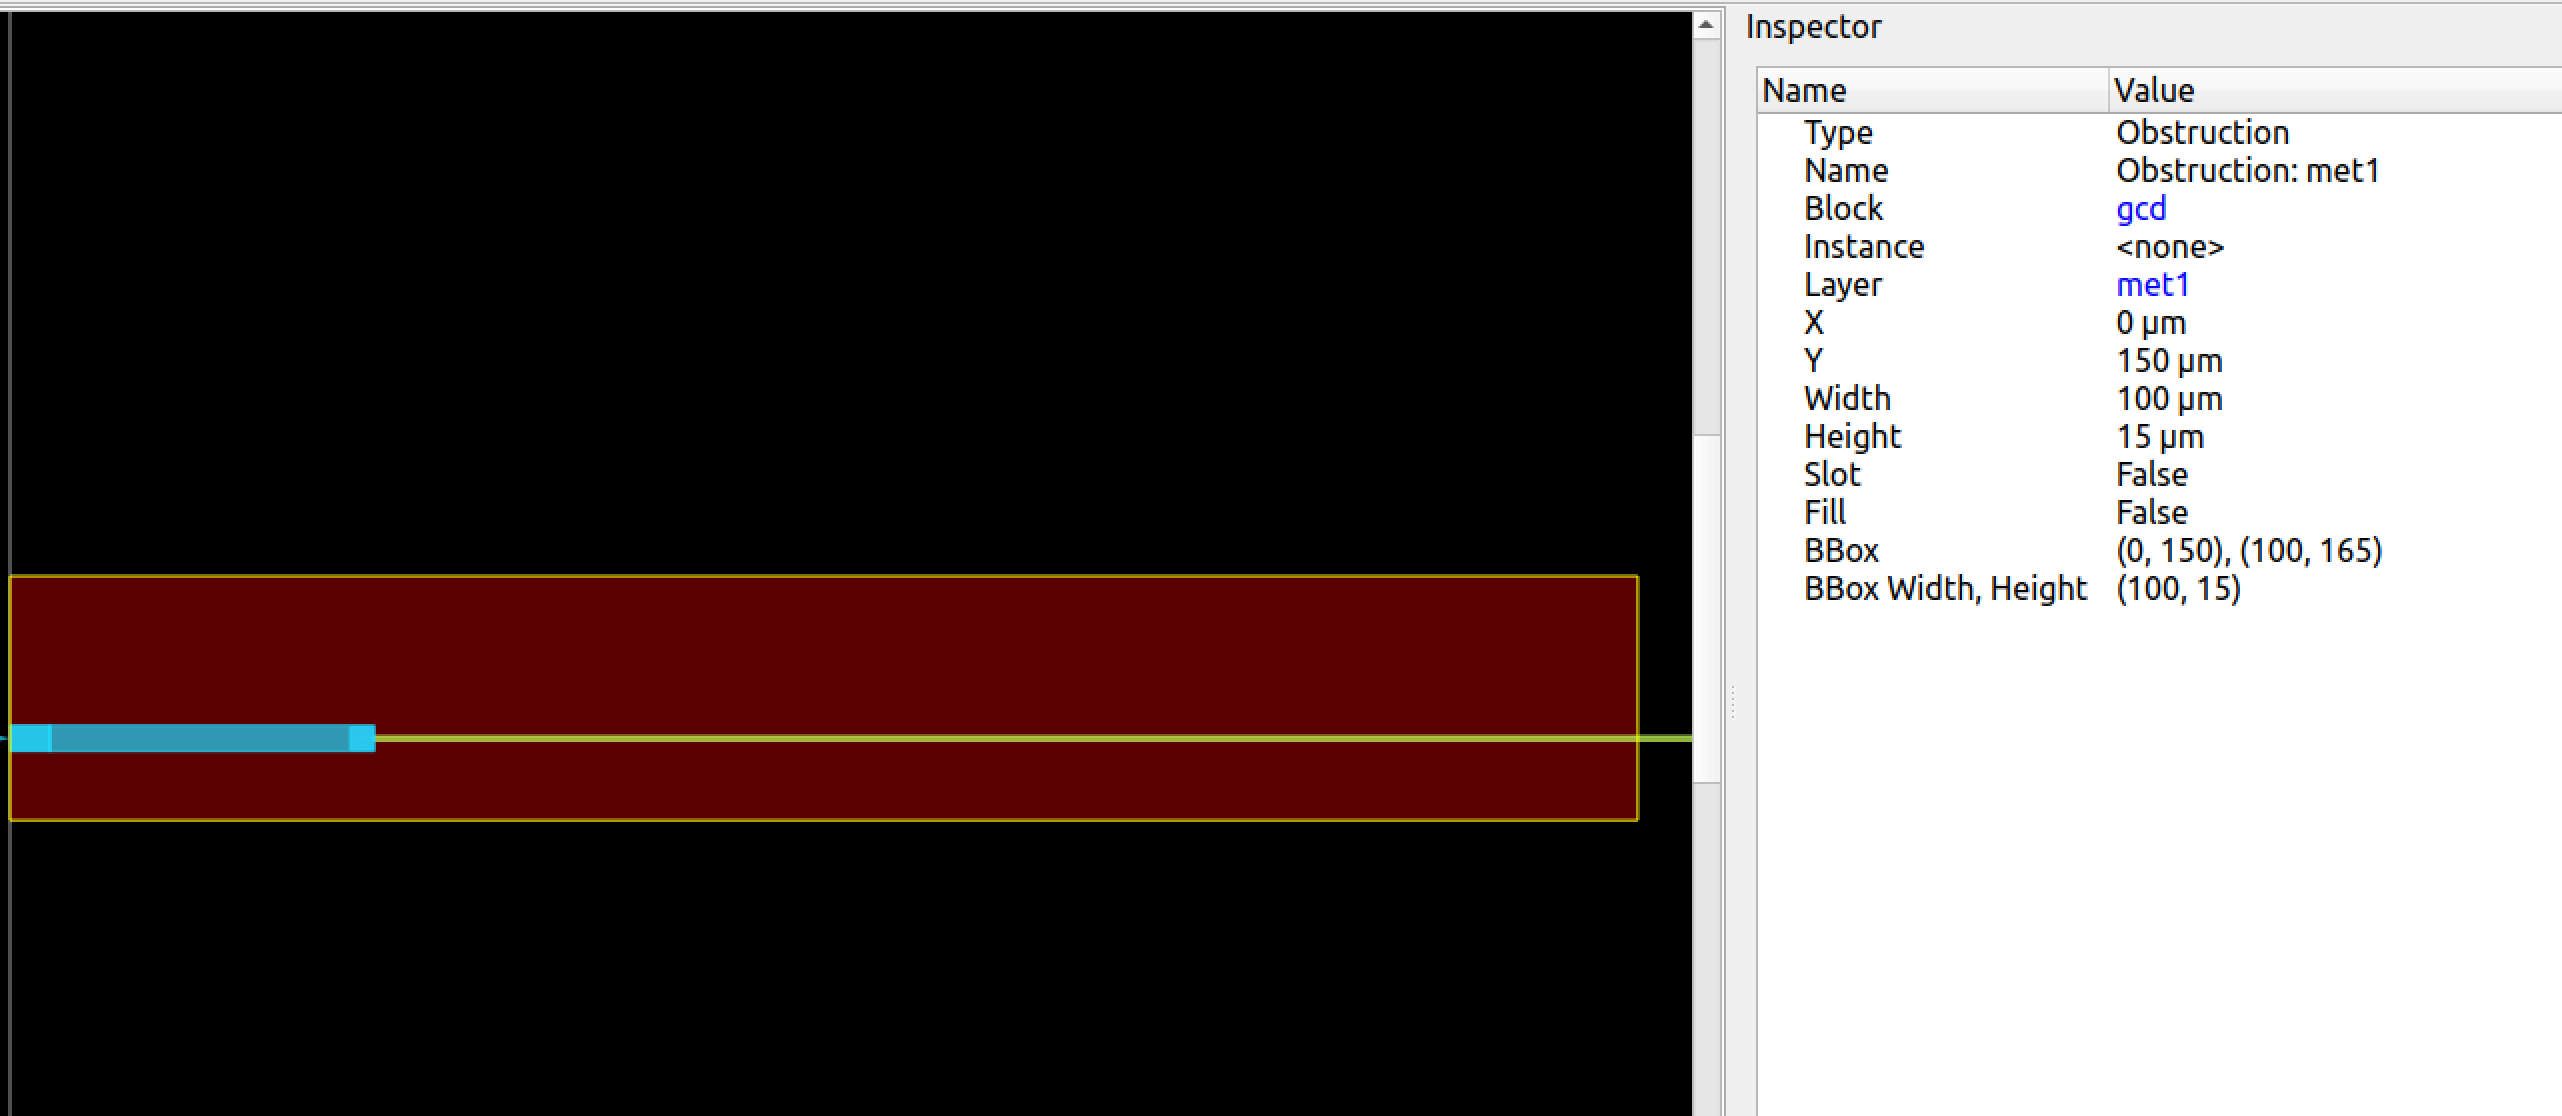 Inspector
Name Value
Type Obstruction
Name Obstruction: met1
Block gcd
Instance <none>
Layer met1
X 0 µm
Y 150 µm
Width 100 µm
Height 15 µm
Slot False
Fill False
BBox (0, 150), (100, 165)
BBox Width, Height (100, 15)